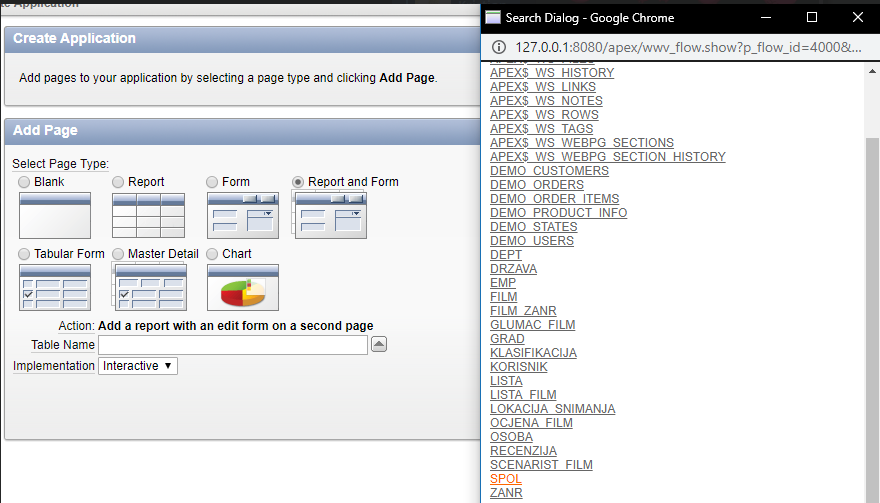 Create Application
Add pages to your application by selecting a page type and clicking Add Page.
Add Page
Select Page Type:
Blank
Report
Form
Report and Form
Tabular Form
Master Detail
Chart
Action: Add a report with an edit form on a second page
Table Name
Implementation Interactive ▼
Search Dialog - Google Chrome
127.0.0.1:8080/apex/wwv_flow.show?p_flow_id=4000&...
APEX$_WS_FILES
APEX$_WS_HISTORY
APEX$_WS_LINKS
APEX$_WS_NOTES
APEX$_WS_ROWS
APEX$_WS_TAGS
APEX$_WS_WEBPG_SECTIONS
APEX$_WS_WEBPG_SECTION_HISTORY
DEMO_CUSTOMERS
DEMO_ORDERS
DEMO_ORDER_ITEMS
DEMO_PRODUCT_INFO
DEMO_STATES
DEMO_USERS
DEPT
DRZAVA
EMP
FILM
FILM_ZANR
GLUMAC_FILM
GRAD
KLASIFIKACIJA
KORISNIK
LISTA
LISTA_FILM
LOKACIJA_SNIMANJA
OCJENA_FILM
OSOBA
RECENZIJA
SCENARIST_FILM
SPOL
ZANR